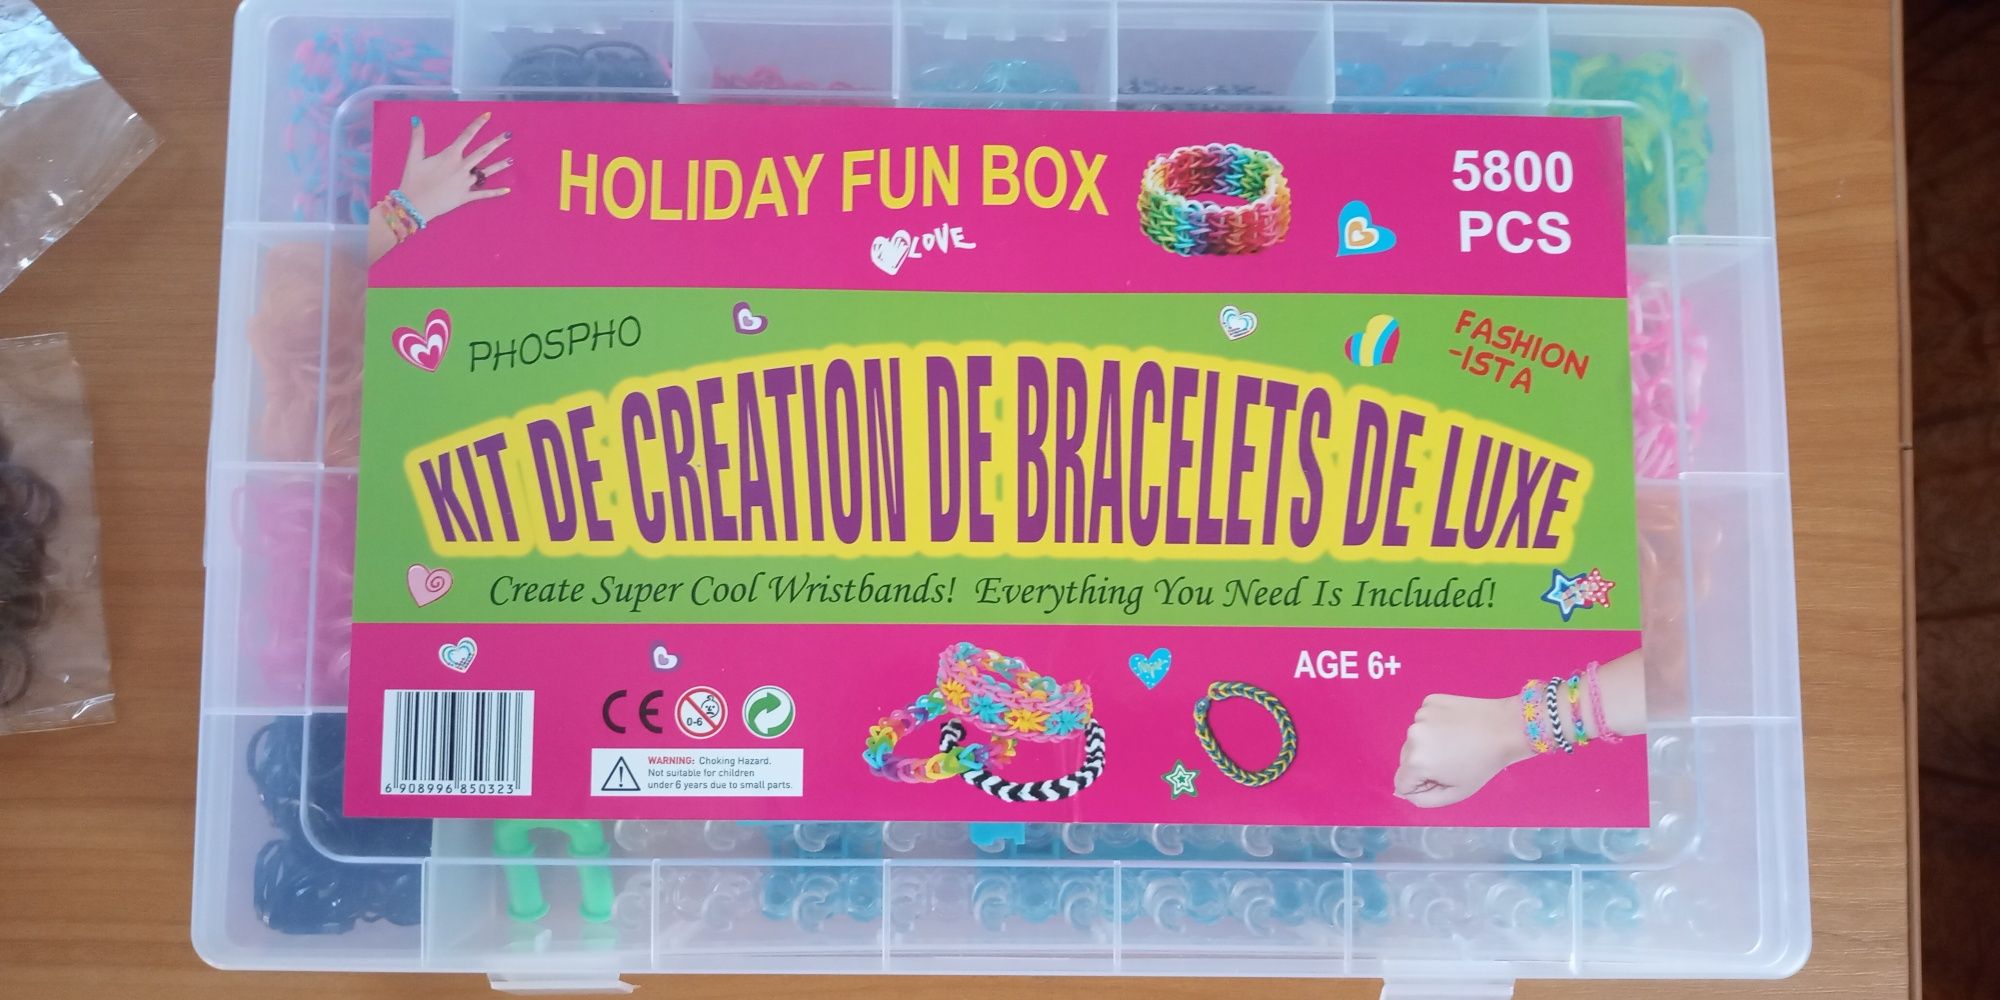 HOLIDAY FUN BOX
LOVE
5800
PCS
PHOSPHO
FASHION
-ISTA
KIT DE CREATION DE BRACELETS DE LUXE
Create Super Cool Wristbands! Everything You Need Is Included!
AGE 6+
CE
0-6
WARNING: Choking Hazard.
Not suitable for children
under 6 years due to small parts.
6 908996 850323